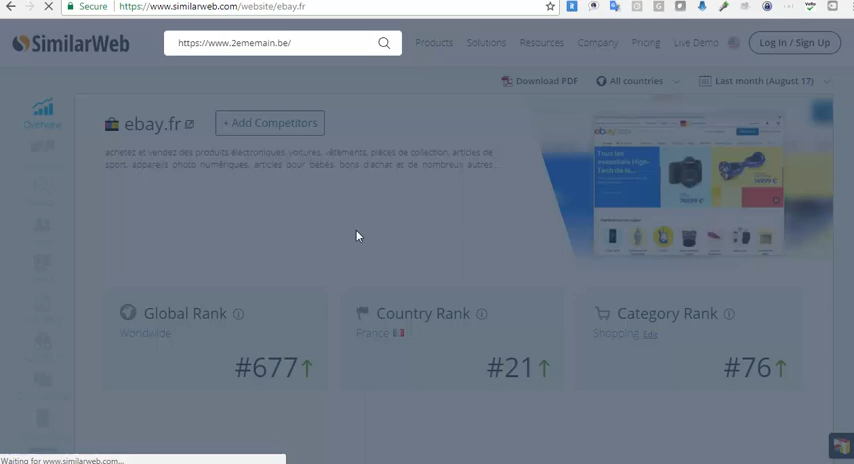 Secure https://www.similarweb.com/website/ebay.fr
SimilarWeb
https://www.2ememain.be/
Products Solutions Resources Company Pricing Live Demo Log In / Sign Up
Download PDF All countries Last month (August 17)
ebay.fr + Add Competitors
achetez et vendez des produits électroniques, voitures, vêtements, pièces de collection, articles de
sport, appareils photo numériques, articles pour bébés, bons d'achat et de nombreux autres...
Global Rank
Worldwide
#677
Country Rank
France
#21
Category Rank
Shopping Edit
#76
Waiting for www.similarweb.com...